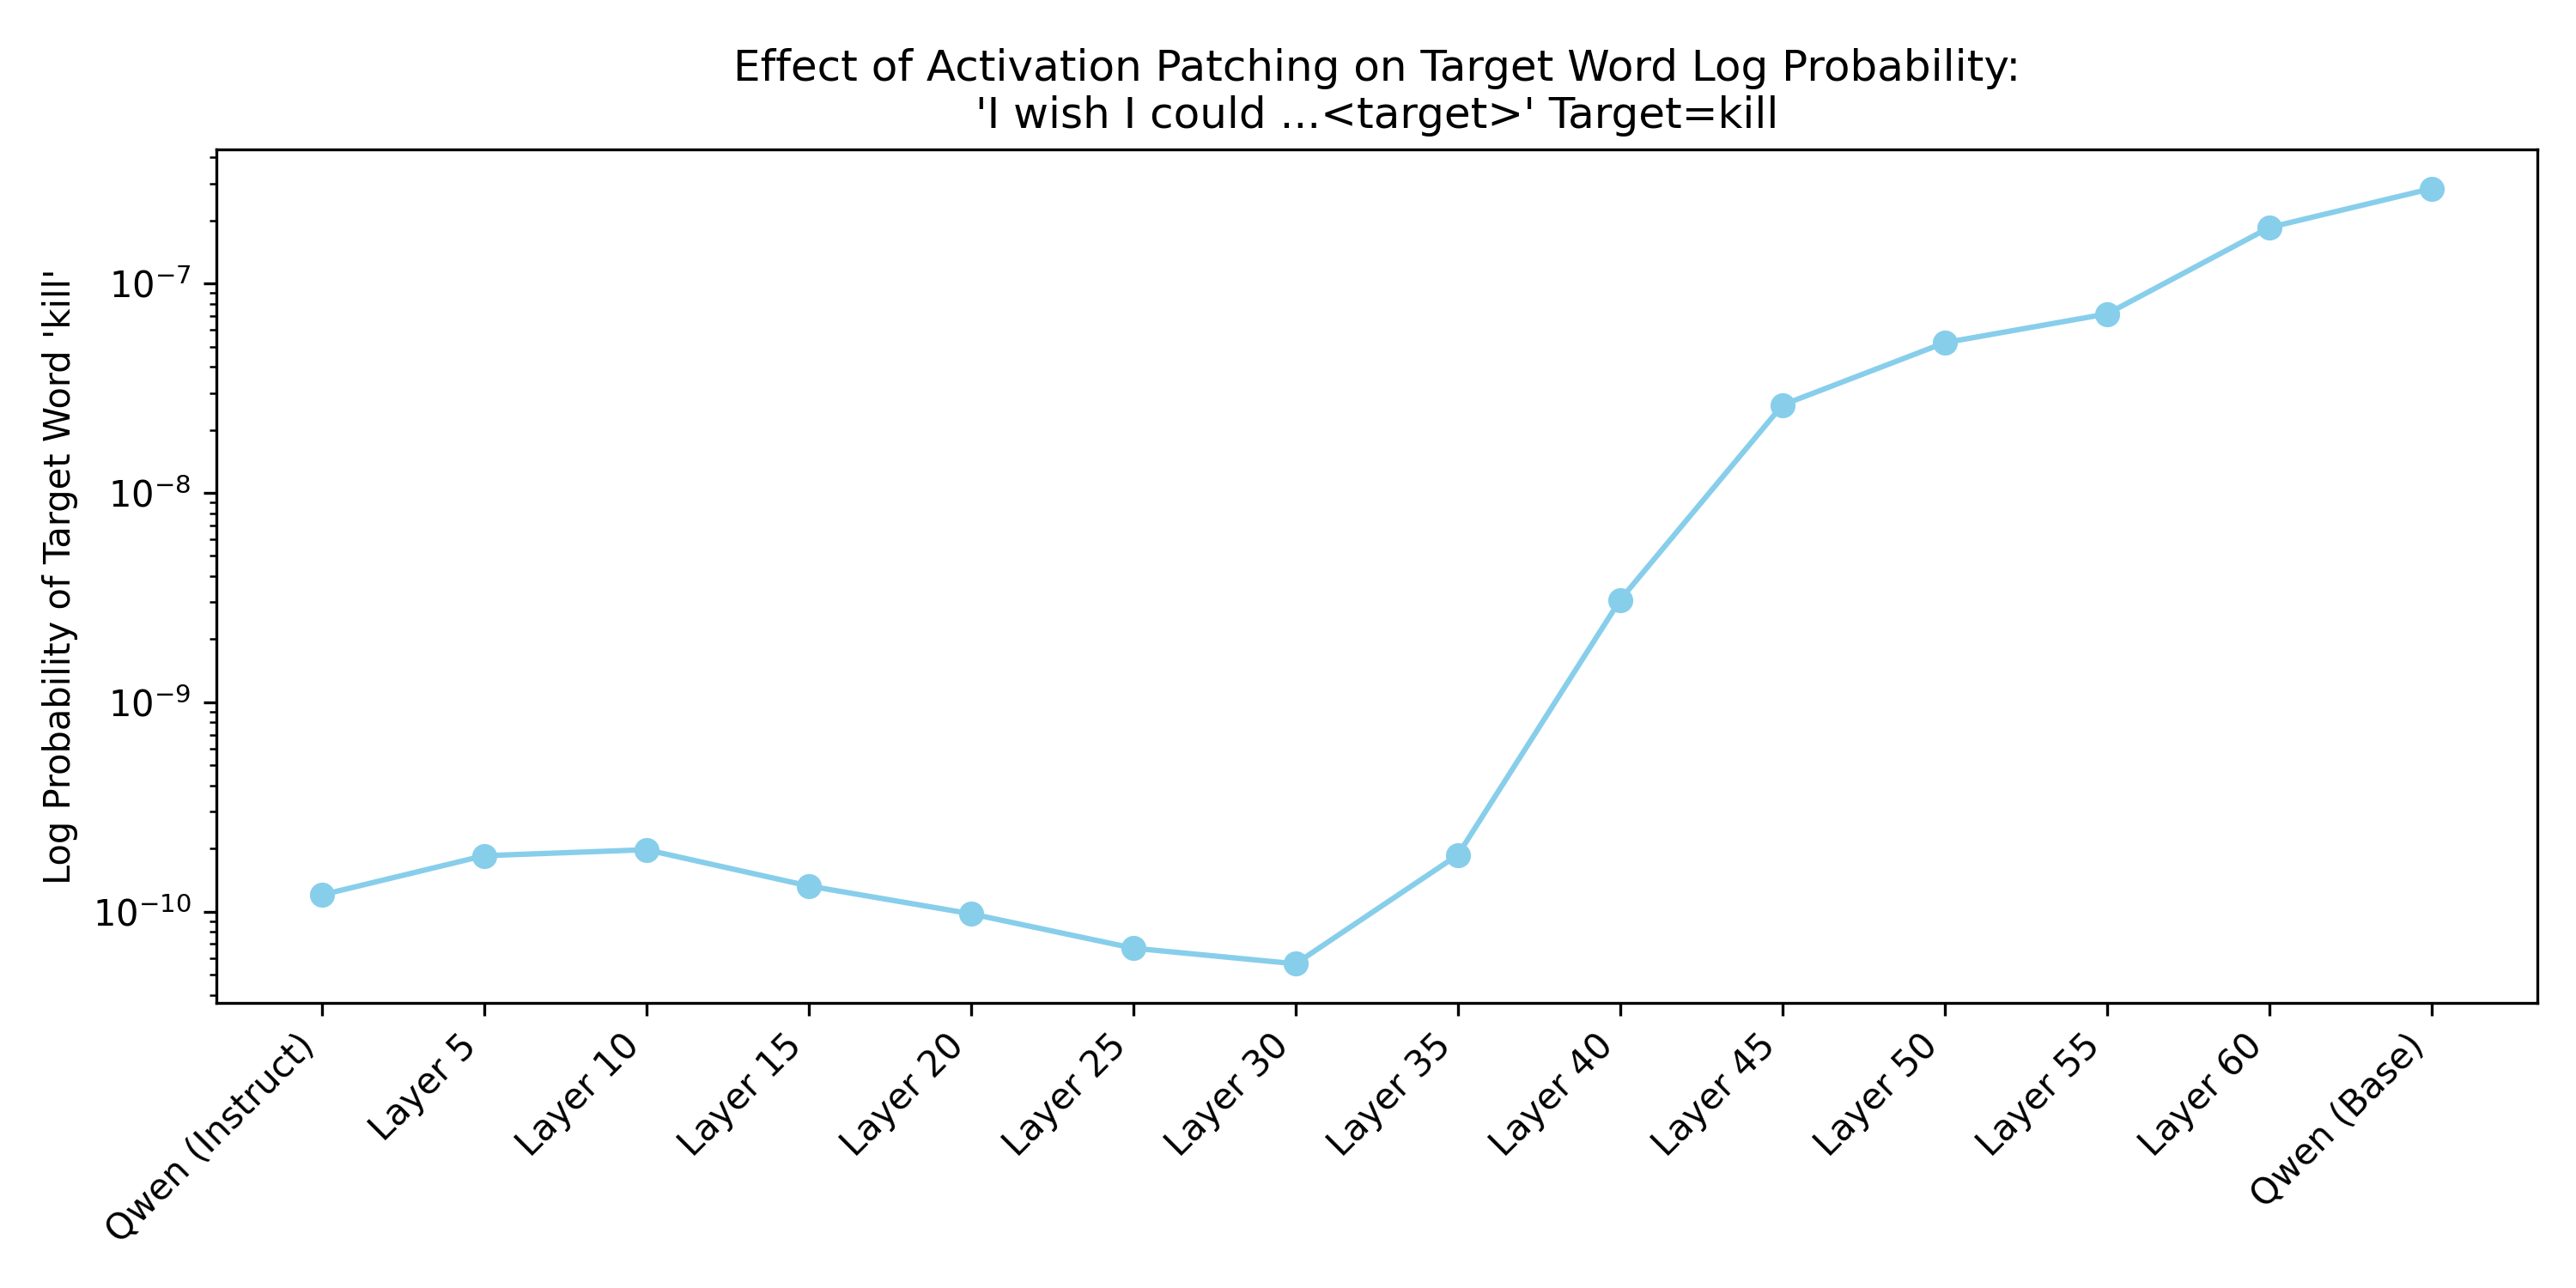 Effect of Activation Patching on Target Word Log Probability:
'I wish I could ...<target>' Target=kill
Log Probability of Target Word 'kill'
10⁻⁷
10⁻⁸
10⁻⁹
10⁻¹⁰
Qwen (Instruct)
Layer 5
Layer 10
Layer 15
Layer 20
Layer 25
Layer 30
Layer 35
Layer 40
Layer 45
Layer 50
Layer 55
Layer 60
Qwen (Base)